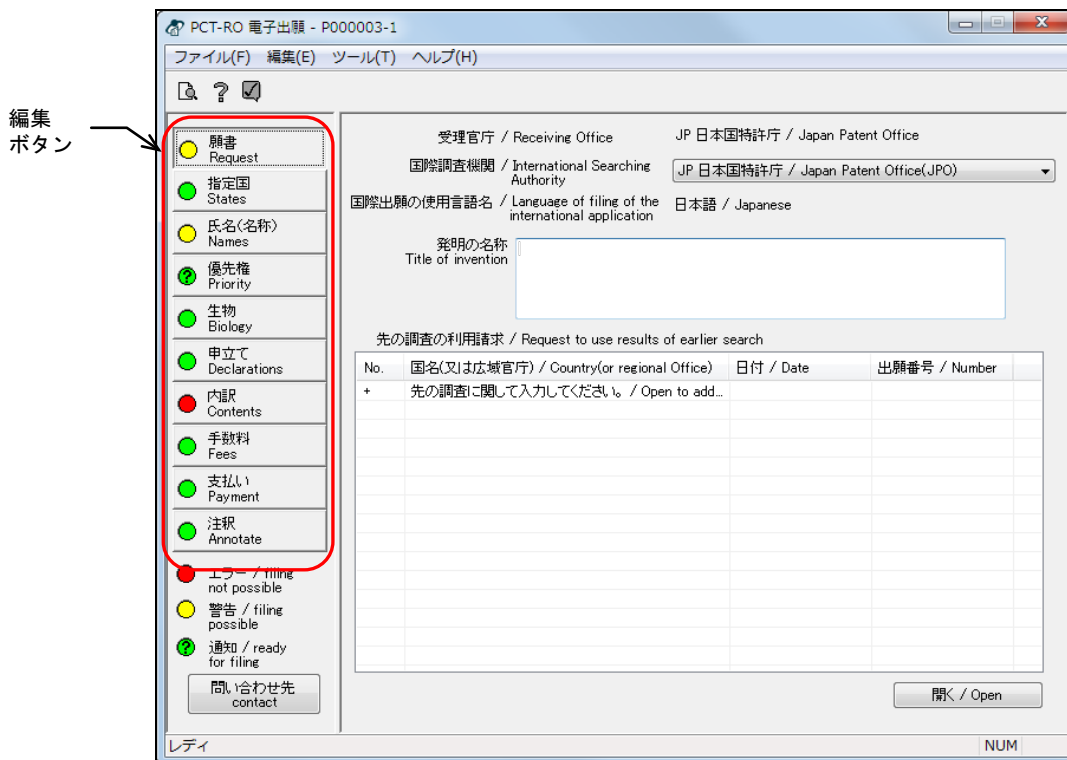 PCT-RO 電子出願 - P000003-1
ファイル(F) 編集(E) ツール(T) ヘルプ(H)
編集
ボタン
願書
Request
指定国
States
氏名(名称)
Names
優先権
Priority
生物
Biology
申立て
Declarations
内訳
Contents
手数料
Fees
支払い
Payment
注釈
Annotate
エラー / filing
not possible
警告 / filing
possible
通知 / ready
for filing
問い合わせ先
contact
受理官庁 / Receiving Office JP 日本国特許庁 / Japan Patent Office
国際調査機関 / International Searching
Authority
JP 日本国特許庁 / Japan Patent Office(JPO)
国際出願の使用言語名 / Language of filing of the
international application
日本語 / Japanese
発明の名称
Title of invention
先の調査の利用請求 / Request to use results of earlier search
No. 国名(又は広域官庁) / Country(or regional Office) 日付 / Date 出願番号 / Number
+ 先の調査に関して入力してください。 / Open to add...
開く / Open
レディ NUM